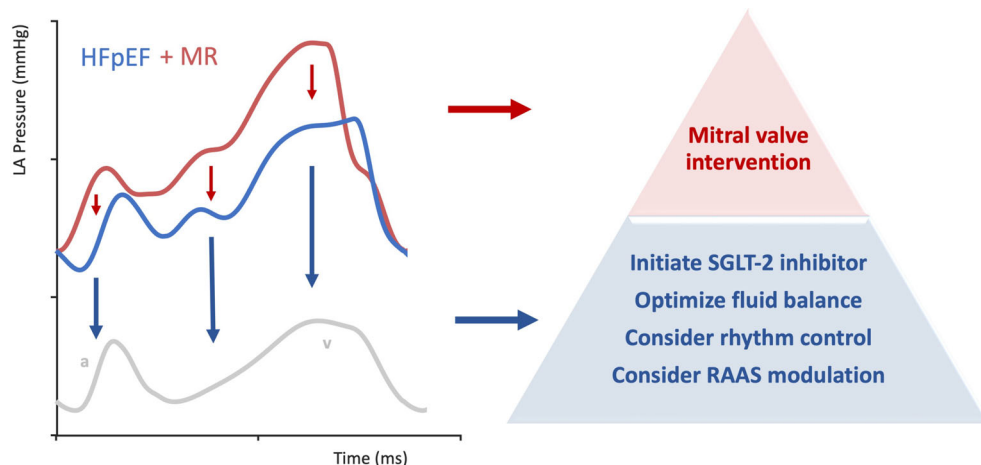 LA Pressure (mmHg)
HFpEF + MR
a
v
Time (ms)
Mitral valve
intervention
Initiate SGLT-2 inhibitor
Optimize fluid balance
Consider rhythm control
Consider RAAS modulation